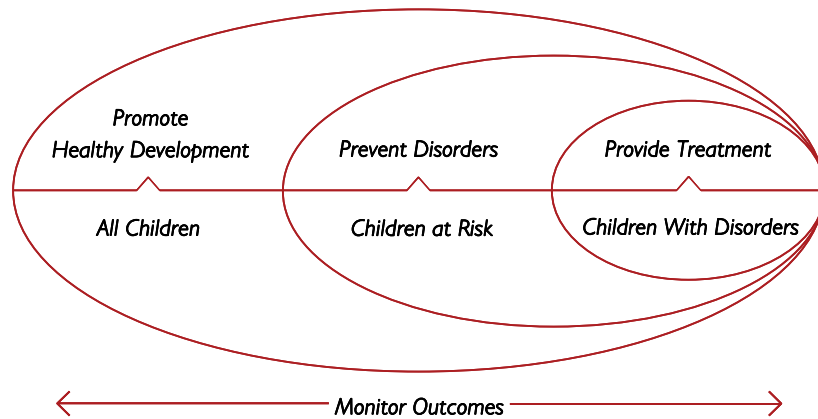 Promote
Healthy Development
Prevent Disorders
Provide Treatment
All Children
Children at Risk
Children With Disorders
Monitor Outcomes